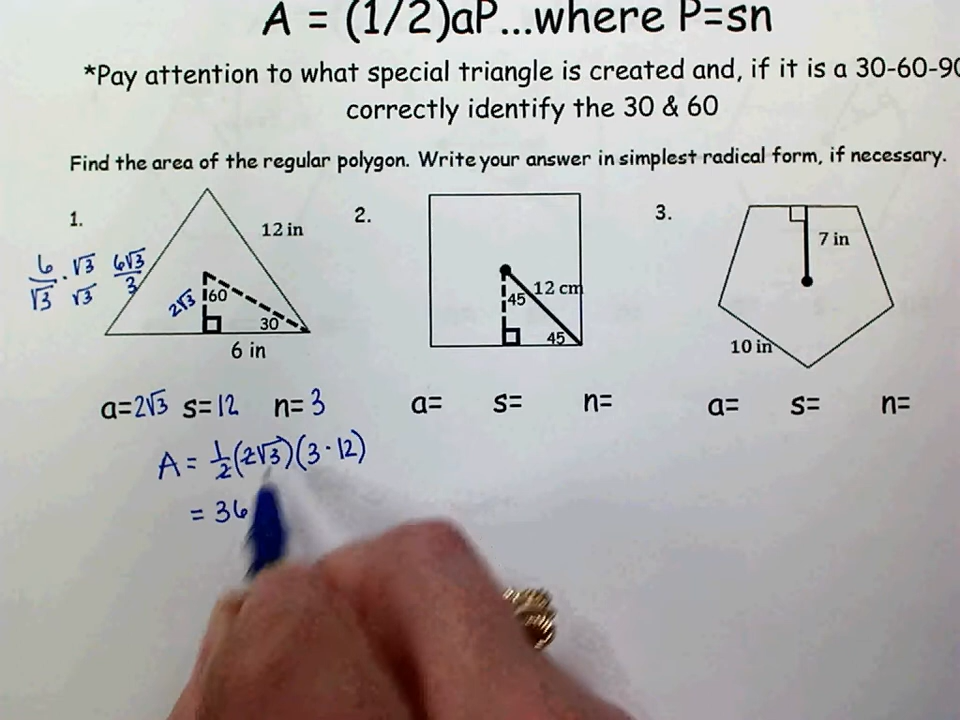 A = (1/2)aP...where P=sn
*Pay attention to what special triangle is created and, if it is a 30-60-90
correctly identify the 30 & 60
Find the area of the regular polygon. Write your answer in simplest radical form, if necessary.
1.
12 in
6/√3 · √3/√3 6√3/3
2√3
60
30
6 in
a=2√3 s=12 n=3
A = 1/2(2√3)(3·12)
= 36
2.
12 cm
45
45
a= s= n=
3.
7 in
10 in
a= s= n=